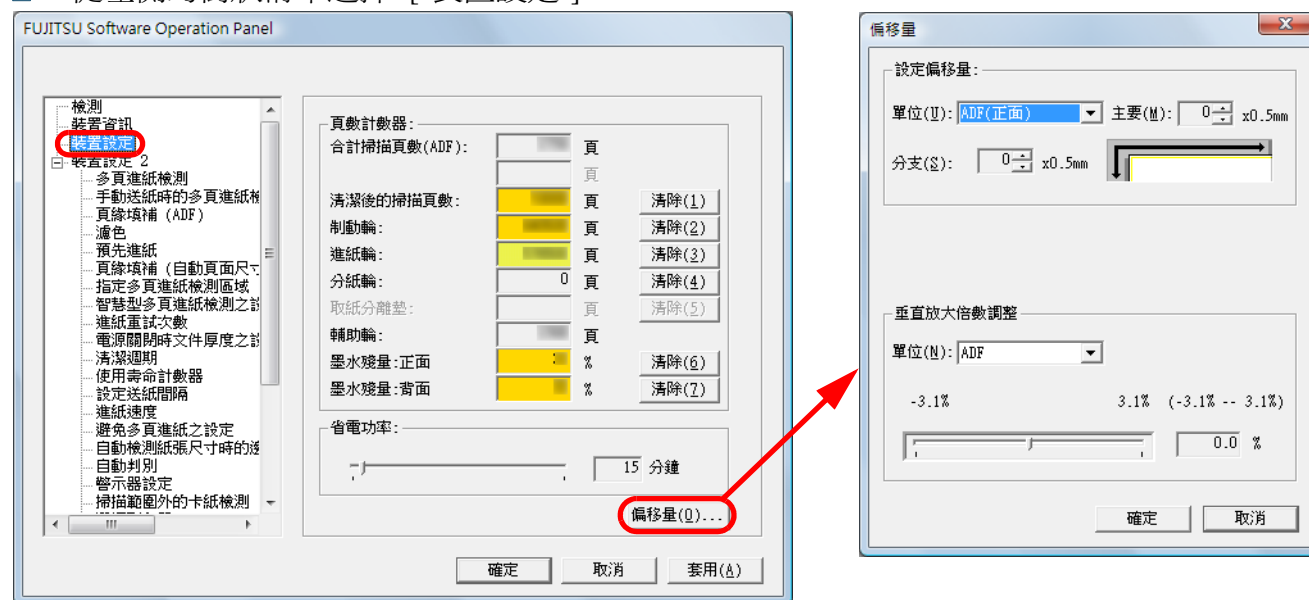 FUJITSU Software Operation Panel
檢測
裝置資訊
裝置設定
裝置設定 2
多頁進紙檢測
手動送紙時的多頁進紙
頁緣填補 (ADF)
濾色
預先進紙
頁緣填補 (自動頁面尺
指定多頁進紙檢測區域
智慧型多頁進紙檢測之
進紙重試次數
電源關閉時文件厚度之
清潔週期
使用壽命計數器
設定送紙間隔
進紙速度
避免多頁進紙之設定
自動檢測紙張尺寸時的
自動判別
警示器設定
掃描範圍外的卡紙檢測
頁數計數器:
合計掃描頁數(ADF): 頁
頁
清潔後的掃描頁數: 頁 清除(1)
制動輪: 頁 清除(2)
進紙輪: 頁 清除(3)
分紙輪: 0 頁 清除(4)
取紙分離墊: 頁 清除(5)
輔助輪: 頁
墨水殘量:正面 % 清除(6)
墨水殘量:背面 % 清除(7)
省電功率:
15 分鐘
偏移量(O)...
確定 取消 套用(A)
偏移量
設定偏移量:
單位(U): ADF(正面) 主要(M): 0 x0.5mm
分支(S): 0 x0.5mm
垂直放大倍數調整
單位(N): ADF
-3.1% 3.1% (-3.1% -- 3.1%)
0.0 %
確定 取消